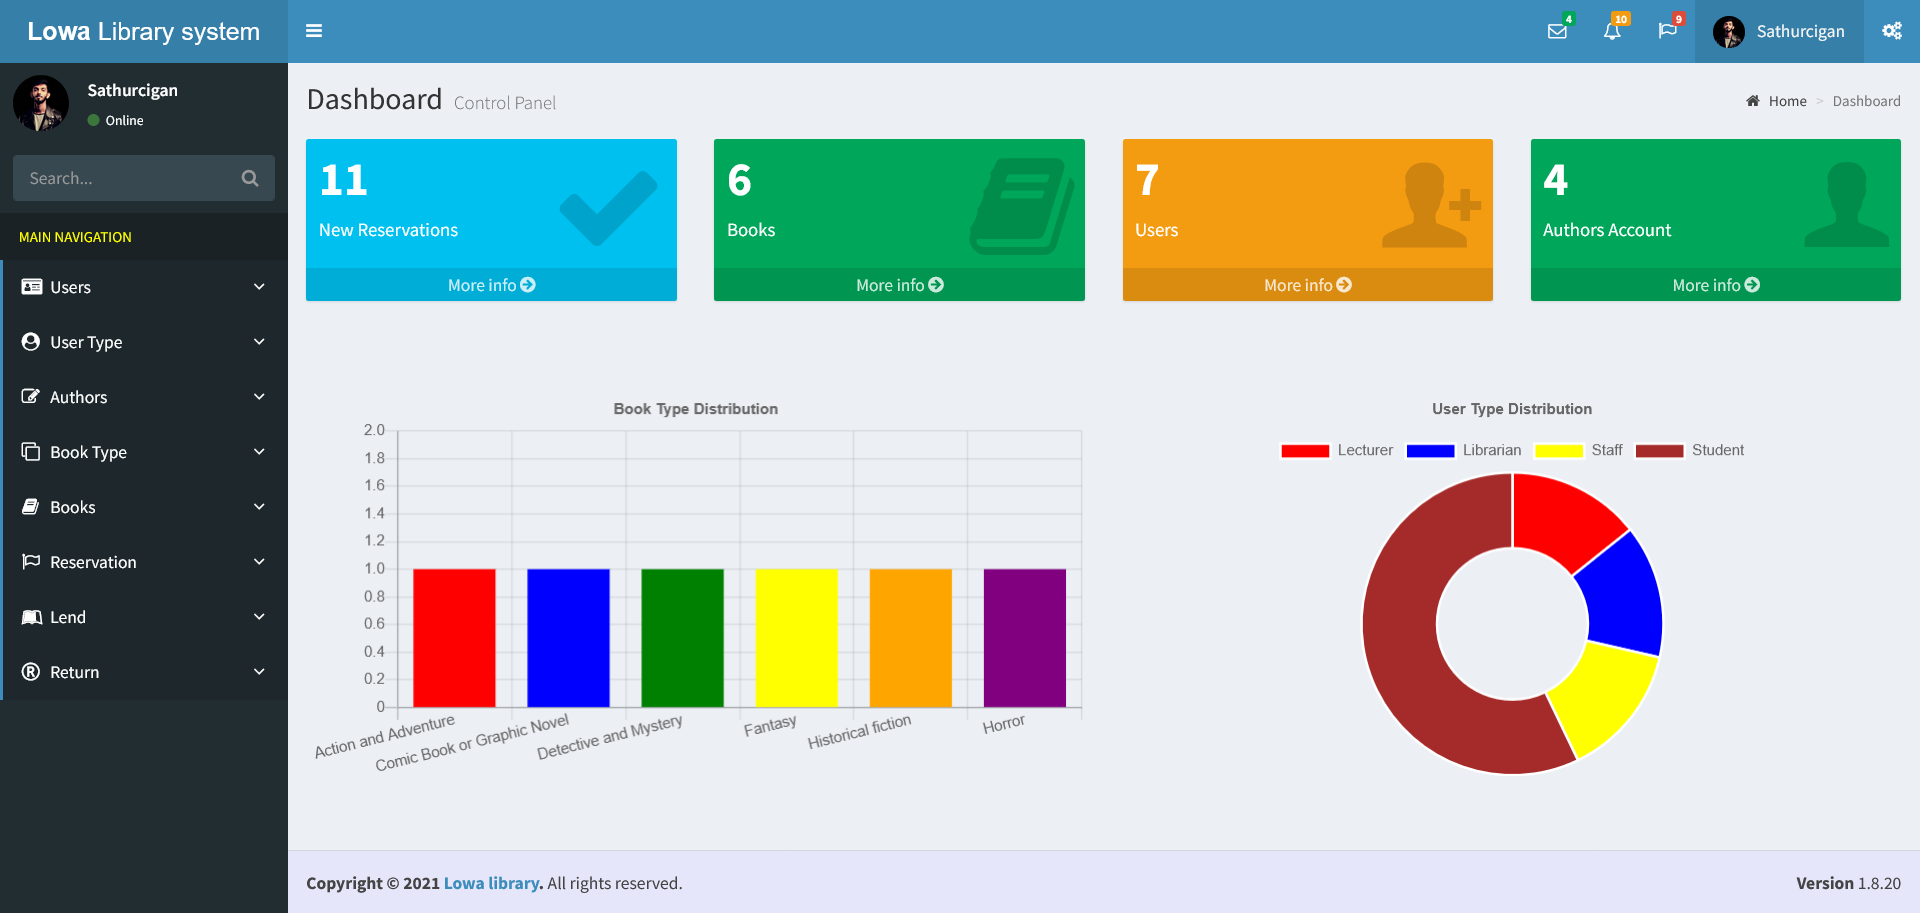 Lowa Library system
4
10
9
Sathurcigan
Sathurcigan
Online
Search...
MAIN NAVIGATION
Users
User Type
Authors
Book Type
Books
Reservation
Lend
Return
Dashboard Control Panel
Home > Dashboard
11
New Reservations
More info
6
Books
More info
7
Users
More info
4
Authors Account
More info
Book Type Distribution
2.0
1.8
1.6
1.4
1.2
1.0
0.8
0.6
0.4
0.2
0
Action and Adventure
Comic Book or Graphic Novel
Detective and Mystery
Fantasy
Historical fiction
Horror
User Type Distribution
Lecturer Librarian Staff Student
Copyright © 2021 Lowa library. All rights reserved.
Version 1.8.20